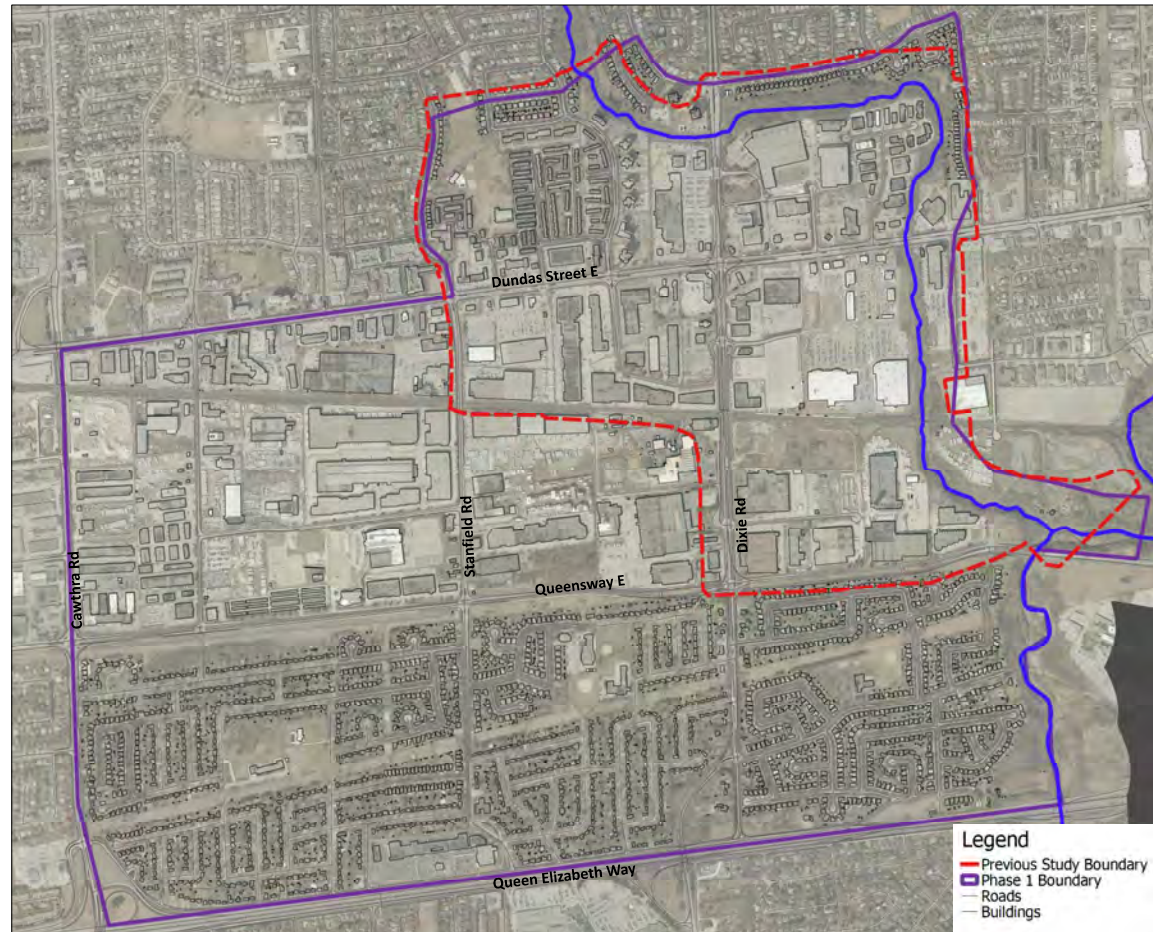 Dundas Street E
Cawthra Rd
Stanfield Rd
Dixie Rd
Queensway E
Queen Elizabeth Way
Legend
Previous Study Boundary
Phase 1 Boundary
Roads
Buildings